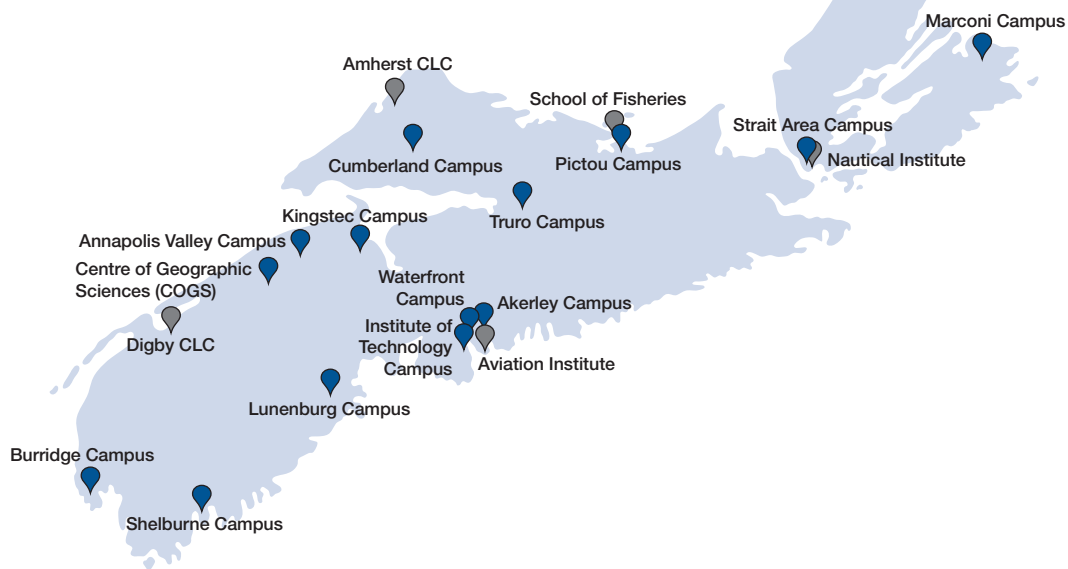 Marconi Campus
Amherst CLC
School of Fisheries
Strait Area Campus
Cumberland Campus
Pictou Campus
Nautical Institute
Kingstec Campus
Truro Campus
Annapolis Valley Campus
Centre of Geographic
Sciences (COGS)
Waterfront
Campus
Akerley Campus
Digby CLC
Institute of
Technology
Campus
Aviation Institute
Lunenburg Campus
Burridge Campus
Shelburne Campus